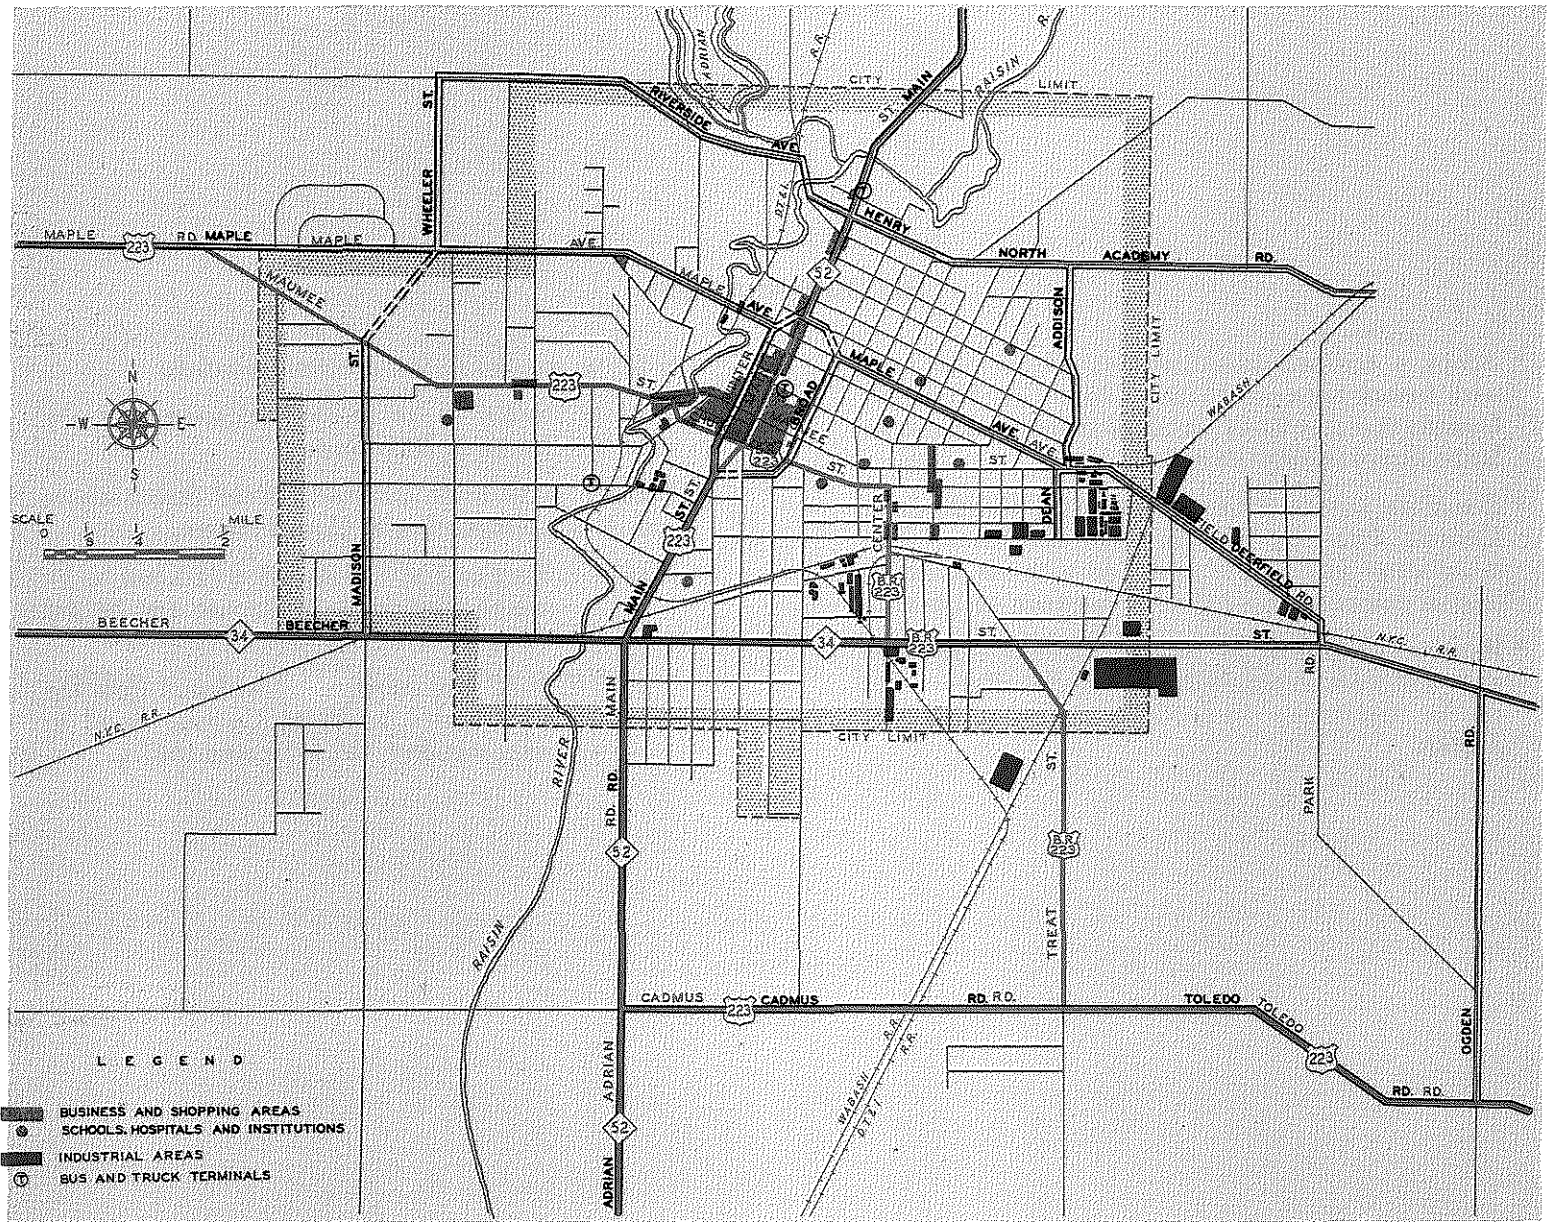 ADRIAN
R.R.
RAISIN
R.
CITY LIMIT
ST. MAIN
WHEELER ST.
RIVERSIDE AVE.
D.T.&I.
HENRY
MAPLE
223
RD. MAPLE
MAPLE
AVE.
NORTH ACADEMY RD.
MAUMEE
MAPLE AVE.
52
ADDISON
CITY LIMIT
WABASH
ST.
223
ST.
MAPLE AVE. AVE.
BROAD
N
W E
S
223
ST.
ST.
SCALE
0 1/8 1/4 1/2
MILE
MADISON
ST. ST.
223
CENTER
DEAN
DEERFIELD RD.
B.R.
223
MAIN
BEECHER
34
BEECHER
34
B.R.
223
ST.
ST.
N.Y.C. R.R.
N.Y.C. R.R.
MAIN
RD.
CITY LIMIT
RIVER
ST.
RD.
RD. RD.
PARK
52
B.R.
223
RAISIN
TREAT
CADMUS
223
CADMUS
RD. RD.
TOLEDO
TOLEDO
OGDEN
R.R.
R.R.
223
ADRIAN
RD. RD.
WABASH
D.T.&I.
52
ADRIAN
LEGEND
BUSINESS AND SHOPPING AREAS
SCHOOLS, HOSPITALS AND INSTITUTIONS
INDUSTRIAL AREAS
T BUS AND TRUCK TERMINALS